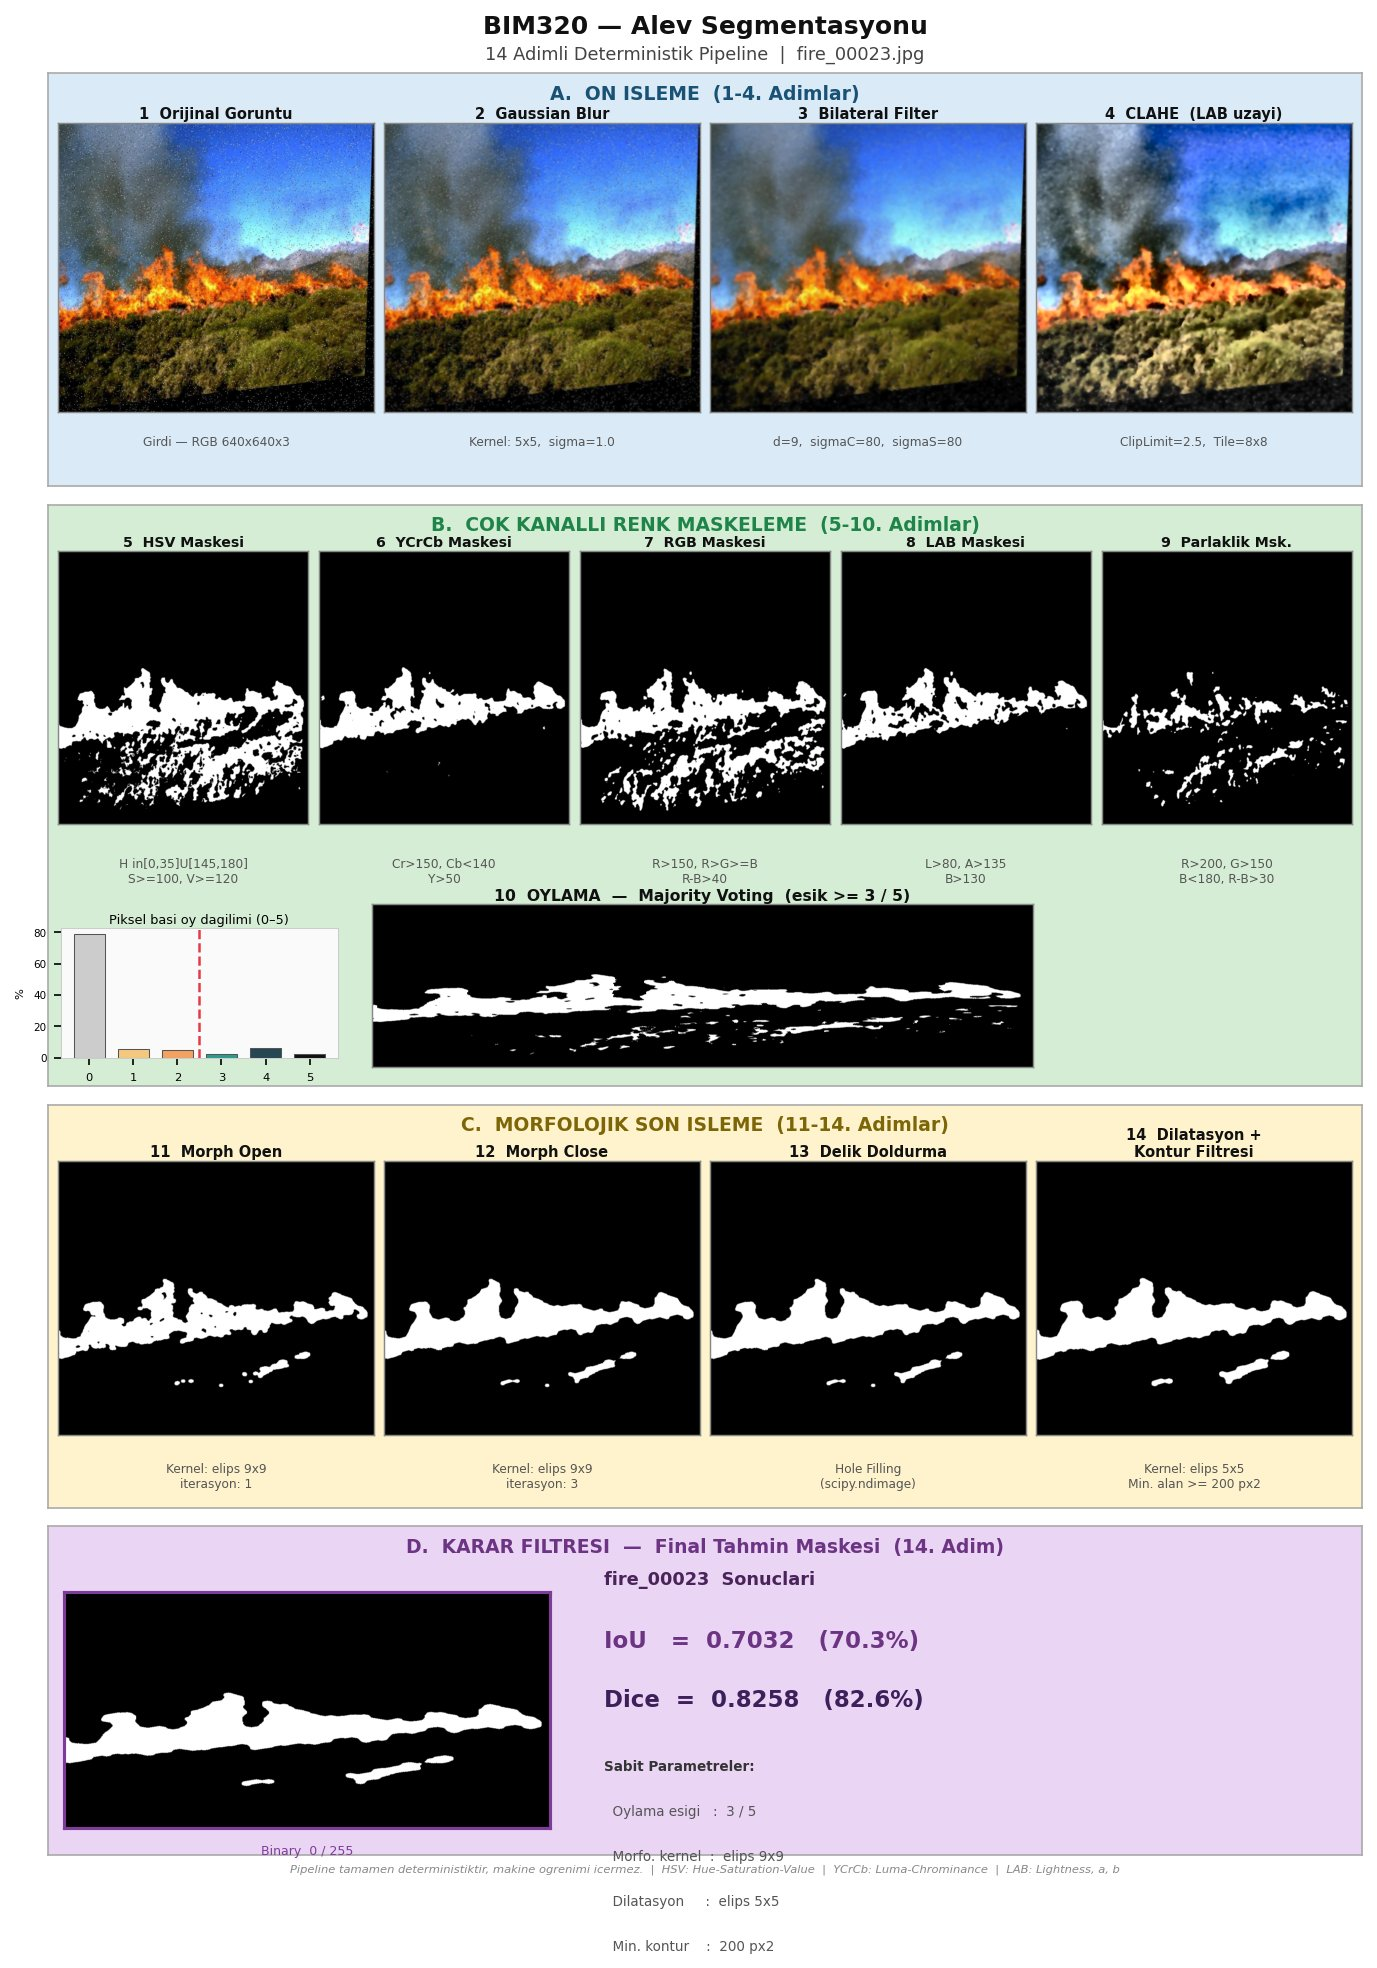 BIM320 — Alev Segmentasyonu
14 Adimli Deterministik Pipeline | fire_00023.jpg
A. ON ISLEME (1-4. Adimlar)
1 Orijinal Goruntu
2 Gaussian Blur
3 Bilateral Filter
4 CLAHE (LAB uzayi)
Girdi — RGB 640x640x3
Kernel: 5x5, sigma=1.0
d=9, sigmaC=80, sigmaS=80
ClipLimit=2.5, Tile=8x8
B. COK KANALLI RENK MASKELEME (5-10. Adimlar)
5 HSV Maskesi
6 YCrCb Maskesi
7 RGB Maskesi
8 LAB Maskesi
9 Parlaklik Msk.
H in[0,35]U[145,180]
S>=100, V>=120
Cr>150, Cb<140
Y>50
R>150, R>G>=B
R-B>40
L>80, A>135
B>130
R>200, G>150
B<180, R-B>30
10 OYLAMA — Majority Voting (esik >= 3 / 5)
Piksel basi oy dagilimi (0–5)
%
80
60
40
20
0
0 1 2 3 4 5
C. MORFOLOJIK SON ISLEME (11-14. Adimlar)
11 Morph Open
12 Morph Close
13 Delik Doldurma
14 Dilatasyon +
Kontur Filtresi
Kernel: elips 9x9
iterasyon: 1
Kernel: elips 9x9
iterasyon: 3
Hole Filling
(scipy.ndimage)
Kernel: elips 5x5
Min. alan >= 200 px2
D. KARAR FILTRESI — Final Tahmin Maskesi (14. Adim)
fire_00023 Sonuclari
IoU = 0.7032 (70.3%)
Dice = 0.8258 (82.6%)
Sabit Parametreler:
Oylama esigi : 3 / 5
Morfo. kernel : elips 9x9
Binary 0 / 255
Pipeline tamamen deterministiktir, makine ogrenimi icermez. | HSV: Hue-Saturation-Value | YCrCb: Luma-Chrominance | LAB: Lightness, a, b
Dilatasyon : elips 5x5
Min. kontur : 200 px2